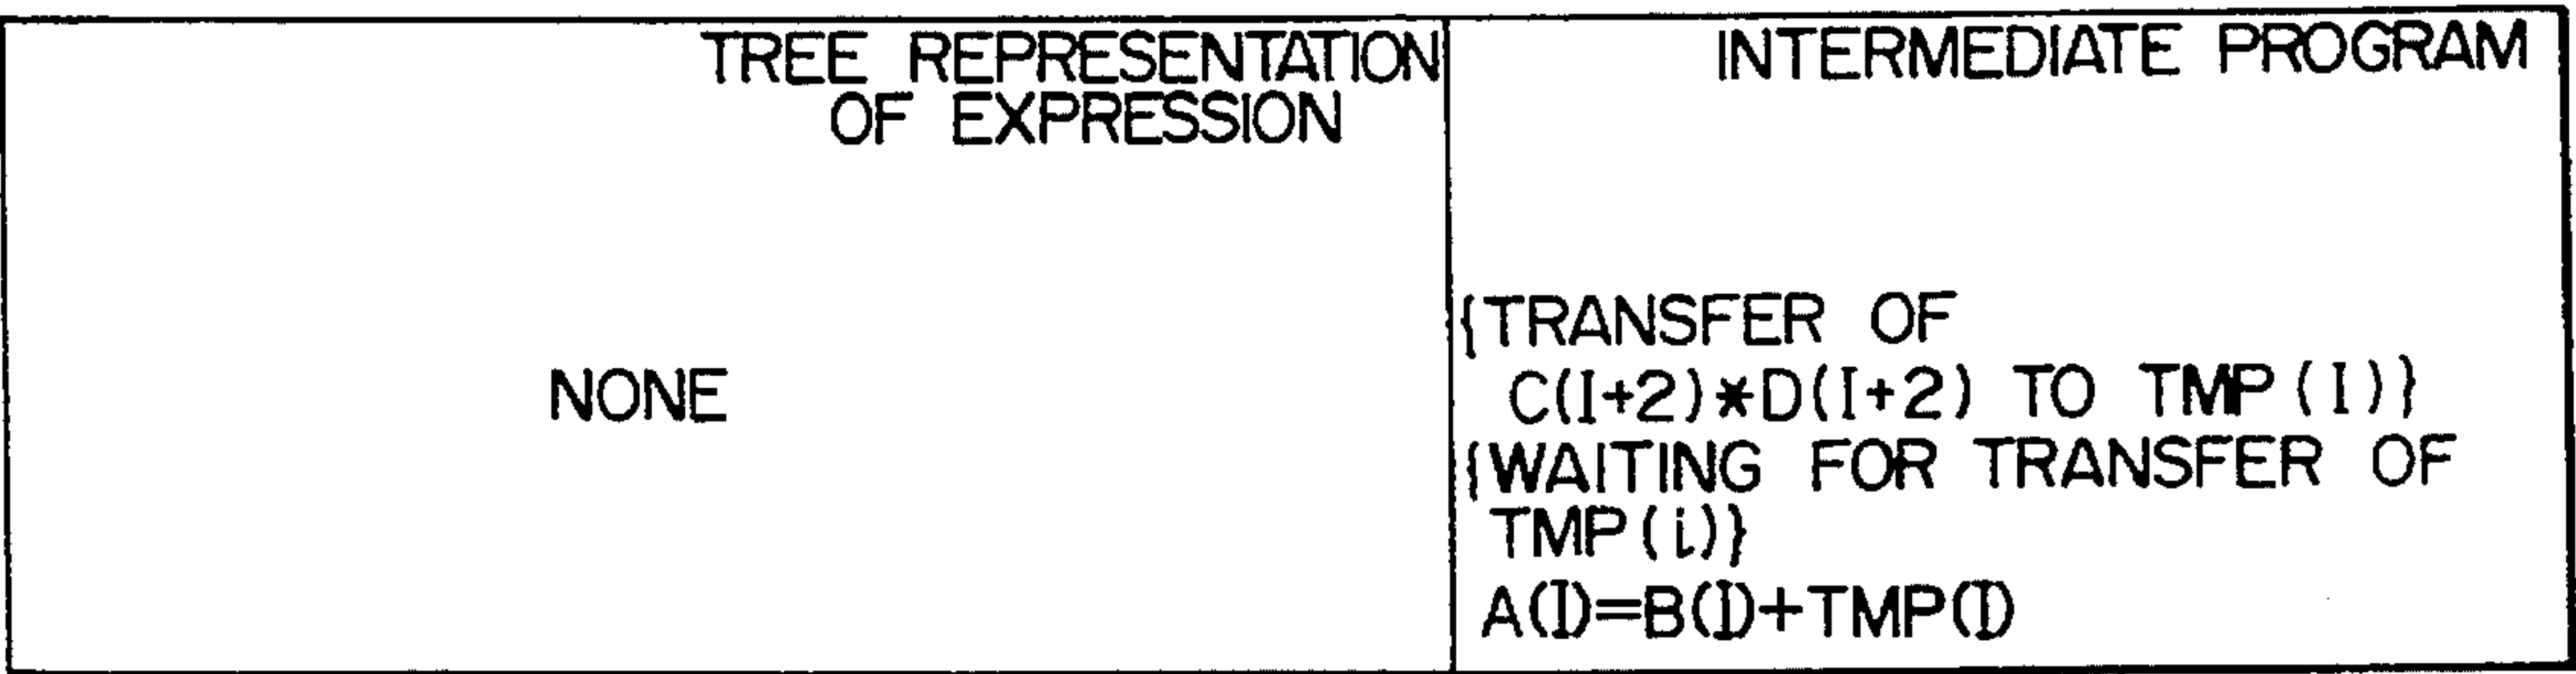 TREE REPRESENTATION
OF EXPRESSION
INTERMEDIATE PROGRAM
NONE
{TRANSFER OF
C(I+2)*D(I+2) TO TMP(I)}
{WAITING FOR TRANSFER OF
TMP(i)}
A(I)=B(I)+TMP(I)